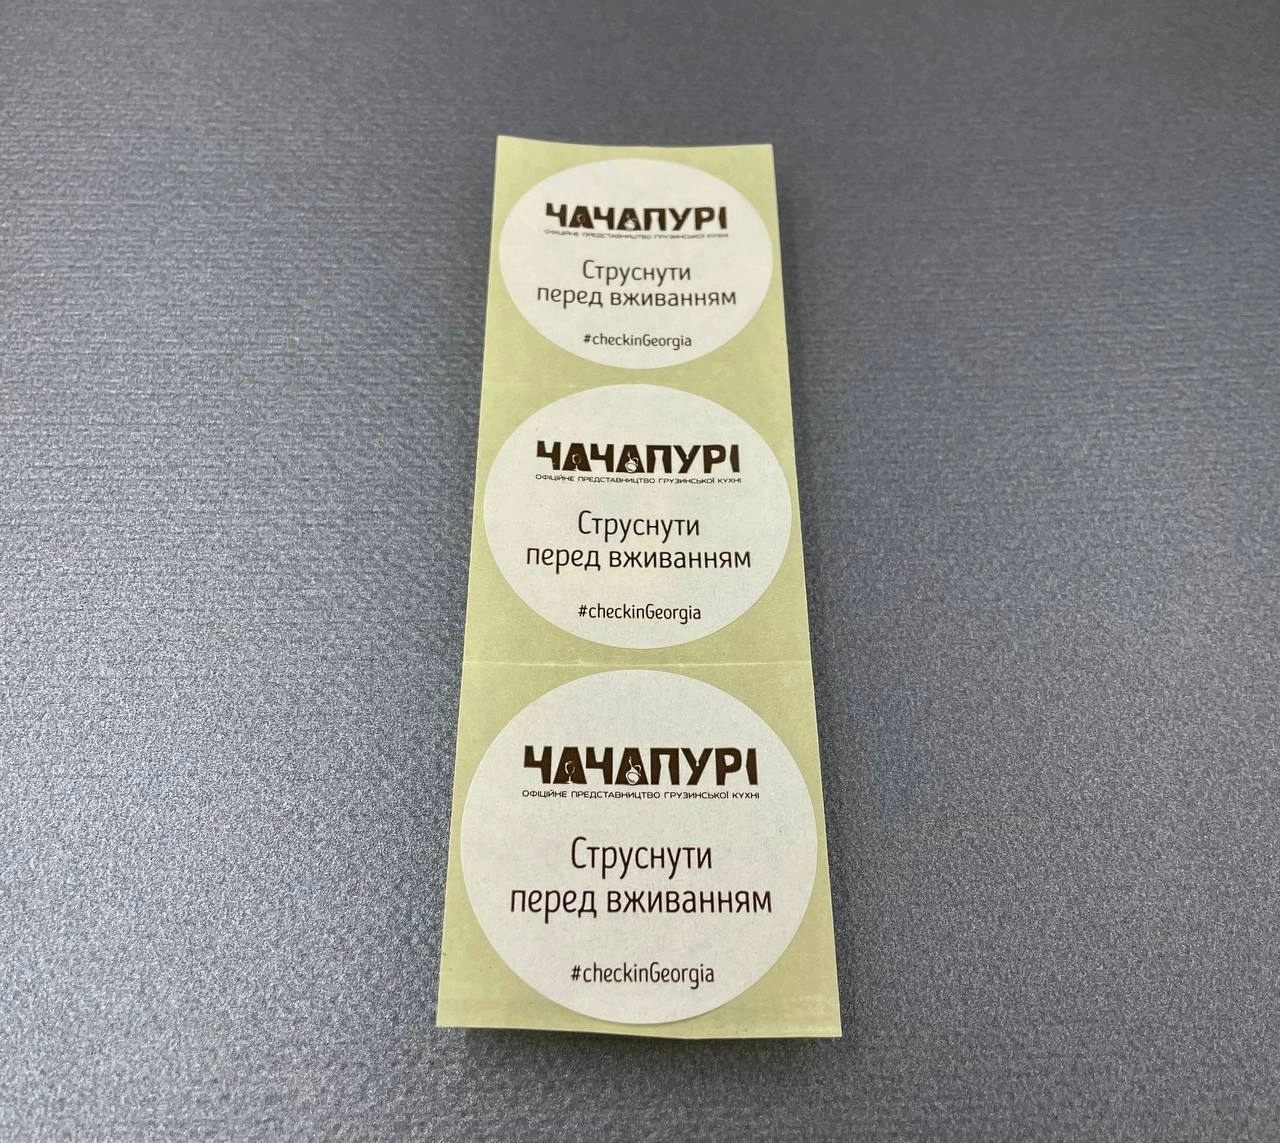 ЧАЧАПУРІ
ОФІЦІЙНЕ ПРЕДСТАВНИЦТВО ГРУЗИНСЬКОЇ КУХНІ
Струснути
перед вживанням
#checkinGeorgia
ЧАЧАПУРІ
ОФІЦІЙНЕ ПРЕДСТАВНИЦТВО ГРУЗИНСЬКОЇ КУХНІ
Струснути
перед вживанням
#checkinGeorgia
ЧАЧАПУРІ
ОФІЦІЙНЕ ПРЕДСТАВНИЦТВО ГРУЗИНСЬКОЇ КУХНІ
Струснути
перед вживанням
#checkinGeorgia